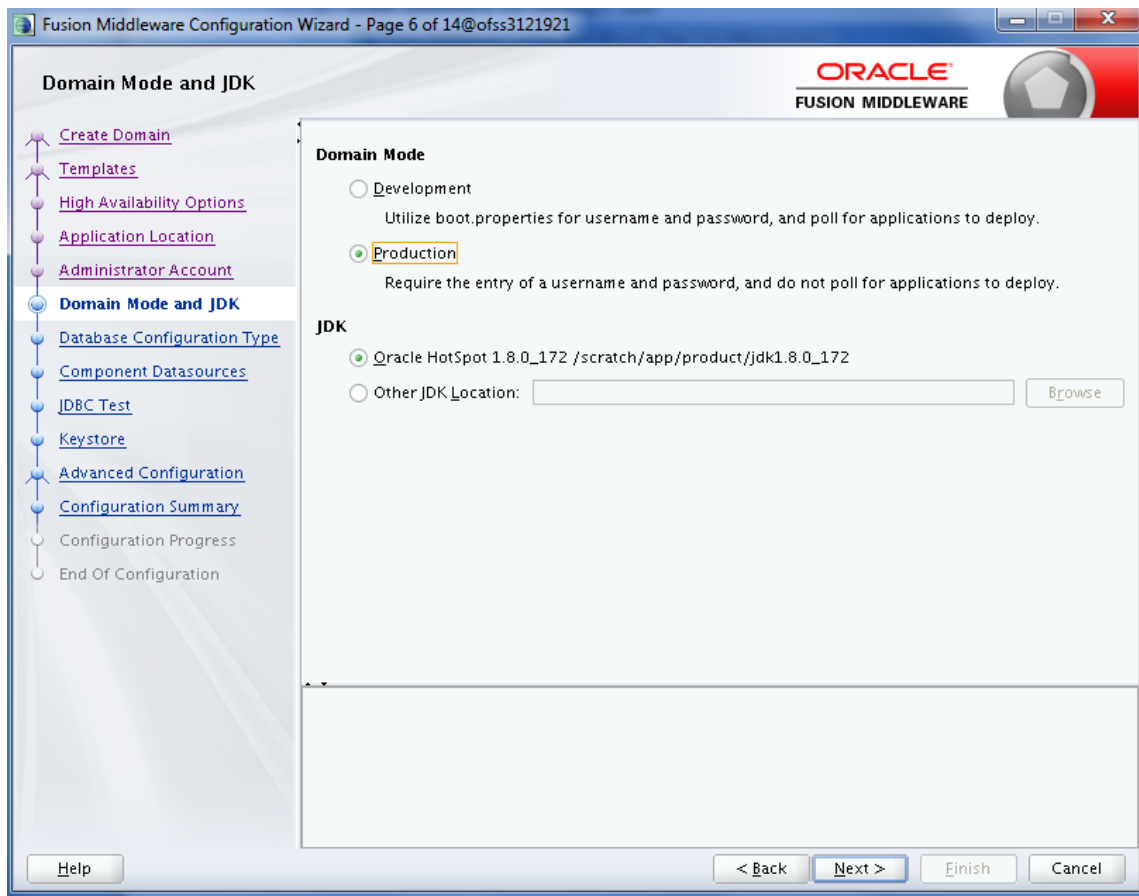 Fusion Middleware Configuration Wizard - Page 6 of 14@ofss3121921
Domain Mode and JDK
ORACLE
FUSION MIDDLEWARE
Create Domain
Templates
High Availability Options
Application Location
Administrator Account
Domain Mode and JDK
Database Configuration Type
Component Datasources
JDBC Test
Keystore
Advanced Configuration
Configuration Summary
Configuration Progress
End Of Configuration
Domain Mode
Development
Utilize boot.properties for username and password, and poll for applications to deploy.
Production
Require the entry of a username and password, and do not poll for applications to deploy.
JDK
Oracle HotSpot 1.8.0_172 /scratch/app/product/jdk1.8.0_172
Other JDK Location:
Browse
Help
< Back
Next >
Finish
Cancel